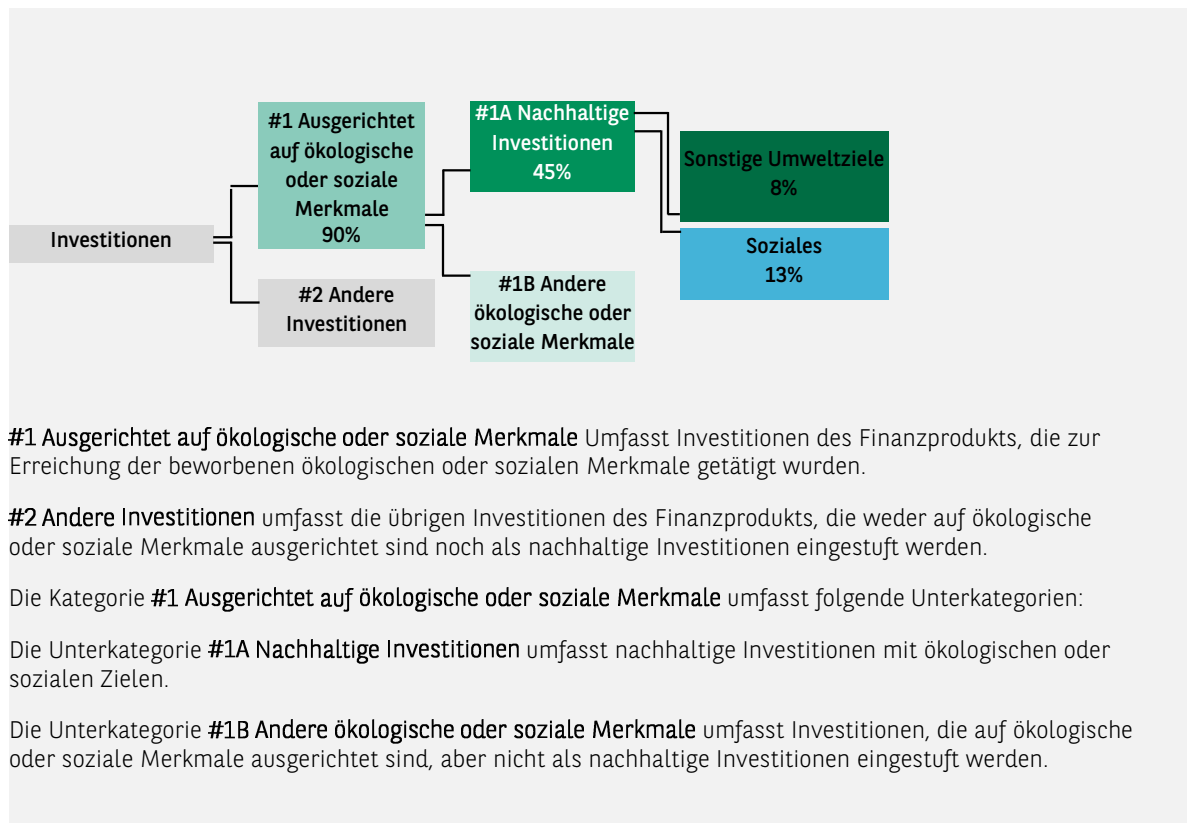 Investitionen
#1 Ausgerichtet
auf ökologische
oder soziale
Merkmale
90%
#2 Andere
Investitionen
#1A Nachhaltige
Investitionen
45%
#1B Andere
ökologische oder
soziale Merkmale
Sonstige Umweltziele
8%
Soziales
13%
#1 Ausgerichtet auf ökologische oder soziale Merkmale Umfasst Investitionen des Finanzprodukts, die zur
Erreichung der beworbenen ökologischen oder sozialen Merkmale getätigt wurden.
#2 Andere Investitionen umfasst die übrigen Investitionen des Finanzprodukts, die weder auf ökologische
oder soziale Merkmale ausgerichtet sind noch als nachhaltige Investitionen eingestuft werden.
Die Kategorie #1 Ausgerichtet auf ökologische oder soziale Merkmale umfasst folgende Unterkategorien:
Die Unterkategorie #1A Nachhaltige Investitionen umfasst nachhaltige Investitionen mit ökologischen oder
sozialen Zielen.
Die Unterkategorie #1B Andere ökologische oder soziale Merkmale umfasst Investitionen, die auf ökologische
oder soziale Merkmale ausgerichtet sind, aber nicht als nachhaltige Investitionen eingestuft werden.